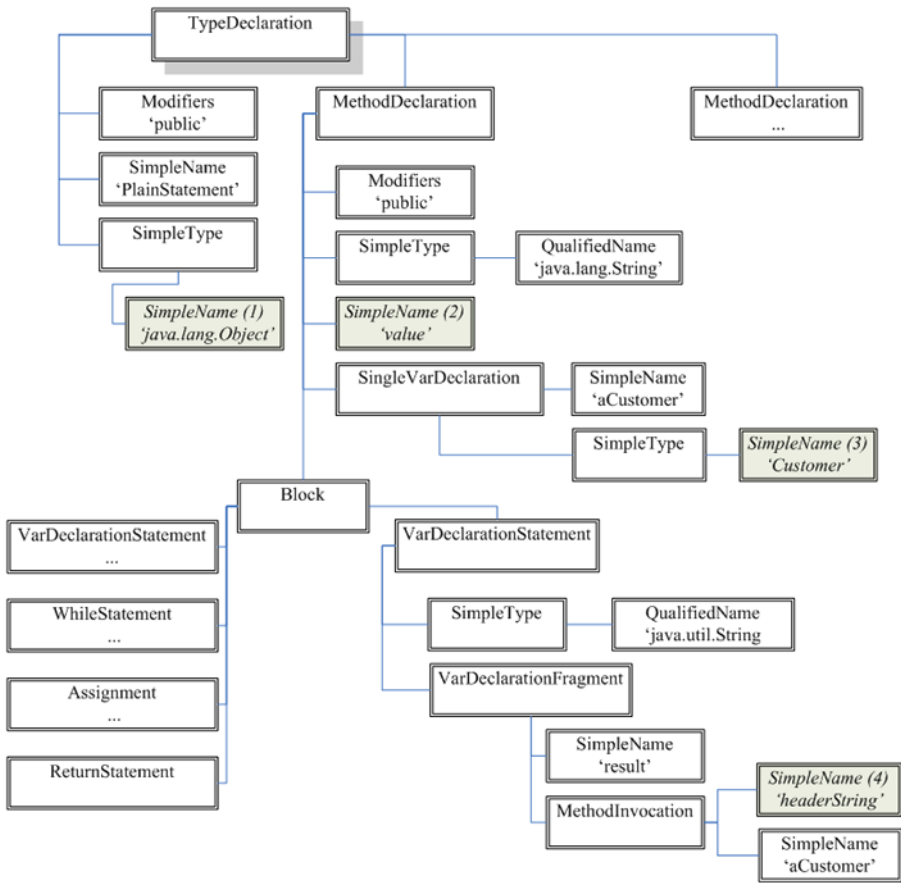 TypeDeclaration
Modifiers
‘public’
SimpleName
‘PlainStatement’
SimpleType
SimpleName (1)
‘java.lang.Object’
MethodDeclaration
Modifiers
‘public’
SimpleType
QualifiedName
‘java.lang.String’
SimpleName (2)
‘value’
SingleVarDeclaration
SimpleName
‘aCustomer’
SimpleType
SimpleName (3)
‘Customer’
MethodDeclaration
...
Block
VarDeclarationStatement
...
WhileStatement
...
Assignment
...
ReturnStatement
VarDeclarationStatement
SimpleType
QualifiedName
‘java.util.String
VarDeclarationFragment
SimpleName
‘result’
MethodInvocation
SimpleName (4)
‘headerString’
SimpleName
‘aCustomer’